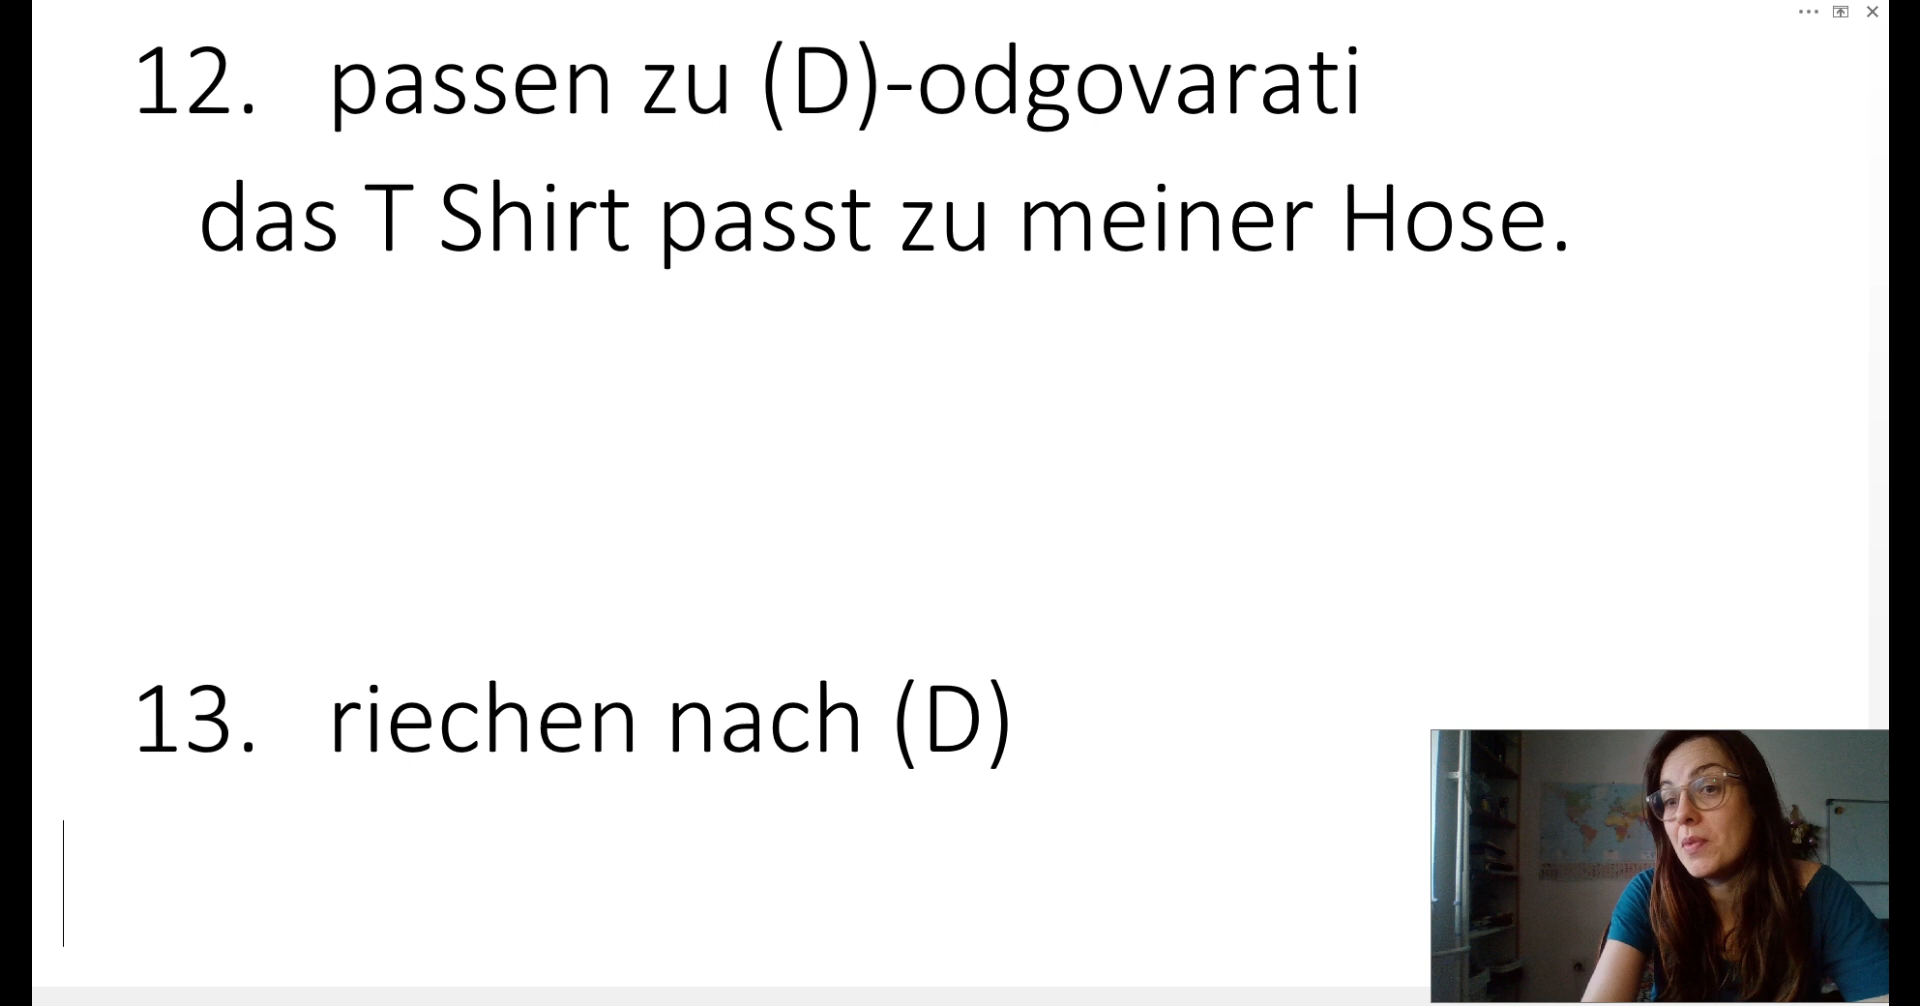 12. passen zu (D)-odgovarati
das T Shirt passt zu meiner Hose.
13. riechen nach (D)